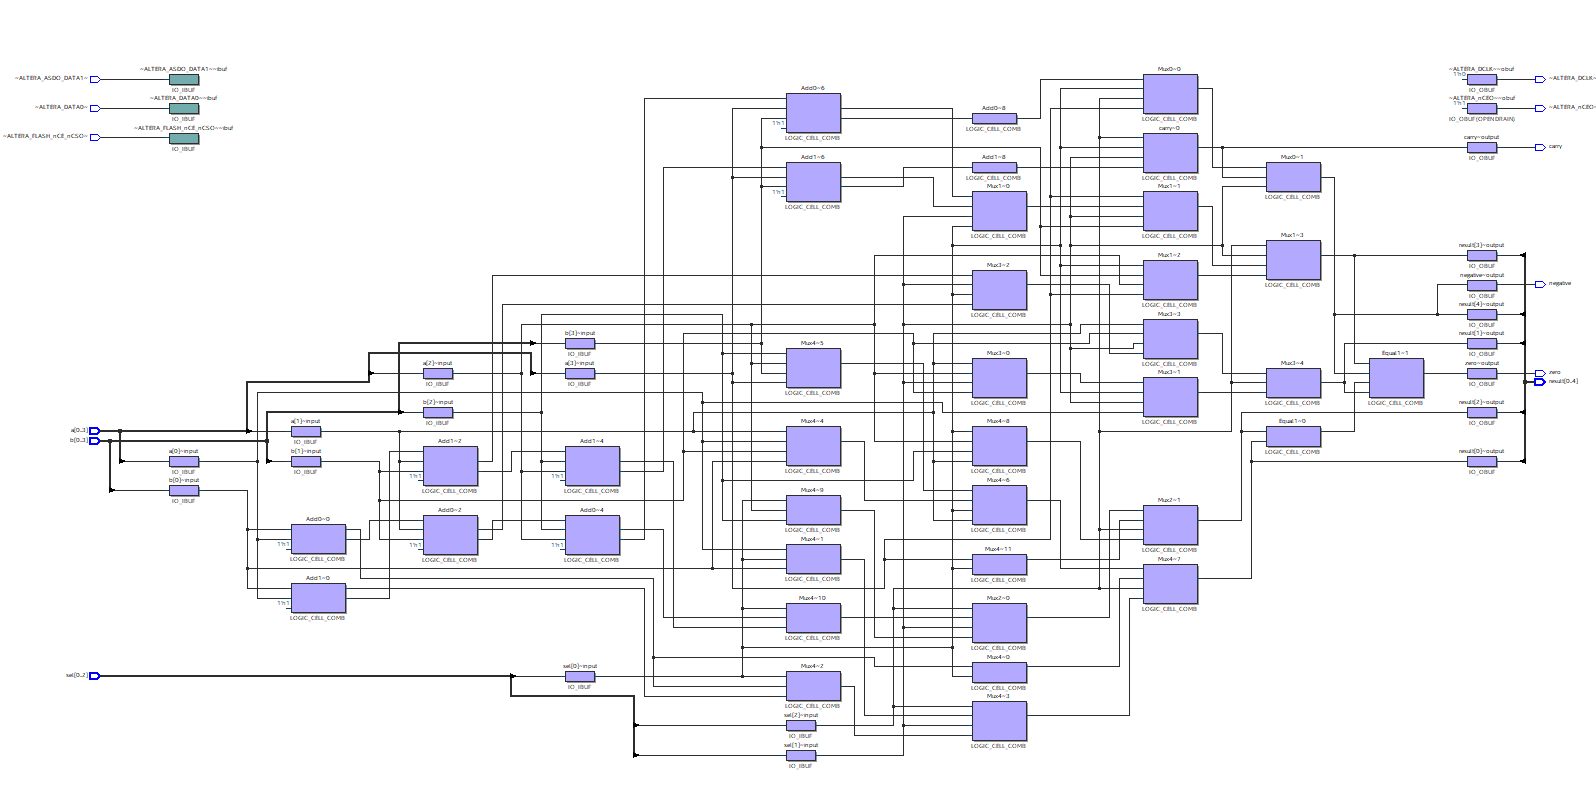 ~ALTERA_ASDO_DATA1~
~ALTERA_ASDO_DATA1~~ibuf
IO_IBUF
~ALTERA_DATA0~
~ALTERA_DATA0~~ibuf
IO_IBUF
~ALTERA_FLASH_nCE_nCSO~
~ALTERA_FLASH_nCE_nCSO~~ibuf
IO_IBUF
a[0..3]
b[0..3]
a[0]~input
IO_IBUF
b[0]~input
IO_IBUF
sel[0..2]
a[1]~input
IO_IBUF
b[1]~input
IO_IBUF
Add0~0
1'h1
LOGIC_CELL_COMB
Add1~0
1'h1
LOGIC_CELL_COMB
a[2]~input
IO_IBUF
b[2]~input
IO_IBUF
Add1~2
1'h1
LOGIC_CELL_COMB
Add0~2
1'h1
LOGIC_CELL_COMB
b[3]~input
IO_IBUF
a[3]~input
IO_IBUF
Add1~4
1'h1
LOGIC_CELL_COMB
Add0~4
1'h1
LOGIC_CELL_COMB
sel[0]~input
IO_IBUF
Add0~6
1'h1
LOGIC_CELL_COMB
Add1~6
1'h1
LOGIC_CELL_COMB
Mux4~5
LOGIC_CELL_COMB
Mux4~4
LOGIC_CELL_COMB
Mux4~9
LOGIC_CELL_COMB
Mux4~1
LOGIC_CELL_COMB
Mux4~10
LOGIC_CELL_COMB
Mux4~2
LOGIC_CELL_COMB
sel[2]~input
IO_IBUF
sel[1]~input
IO_IBUF
Add0~8
LOGIC_CELL_COMB
Add1~8
LOGIC_CELL_COMB
Mux1~0
LOGIC_CELL_COMB
Mux3~2
LOGIC_CELL_COMB
Mux3~0
LOGIC_CELL_COMB
Mux4~8
LOGIC_CELL_COMB
Mux4~6
LOGIC_CELL_COMB
Mux4~11
LOGIC_CELL_COMB
Mux2~0
LOGIC_CELL_COMB
Mux4~0
LOGIC_CELL_COMB
Mux4~3
LOGIC_CELL_COMB
Mux0~0
LOGIC_CELL_COMB
carry~0
LOGIC_CELL_COMB
Mux1~1
LOGIC_CELL_COMB
Mux1~2
LOGIC_CELL_COMB
Mux3~3
LOGIC_CELL_COMB
Mux3~1
LOGIC_CELL_COMB
Mux2~1
LOGIC_CELL_COMB
Mux4~7
LOGIC_CELL_COMB
Mux0~1
LOGIC_CELL_COMB
Mux1~3
LOGIC_CELL_COMB
Mux3~4
LOGIC_CELL_COMB
Equal1~0
LOGIC_CELL_COMB
Equal1~1
LOGIC_CELL_COMB
~ALTERA_DCLK~~obuf
1'h0
IO_OBUF
~ALTERA_DCLK~
~ALTERA_nCEO~~obuf
1'h1
IO_OBUF(OPENDRAIN)
~ALTERA_nCEO~
carry~output
IO_OBUF
carry
result[3]~output
IO_OBUF
negative~output
IO_OBUF
negative
result[4]~output
IO_OBUF
result[1]~output
IO_OBUF
zero~output
IO_OBUF
zero
result[0..4]
result[2]~output
IO_OBUF
result[0]~output
IO_OBUF